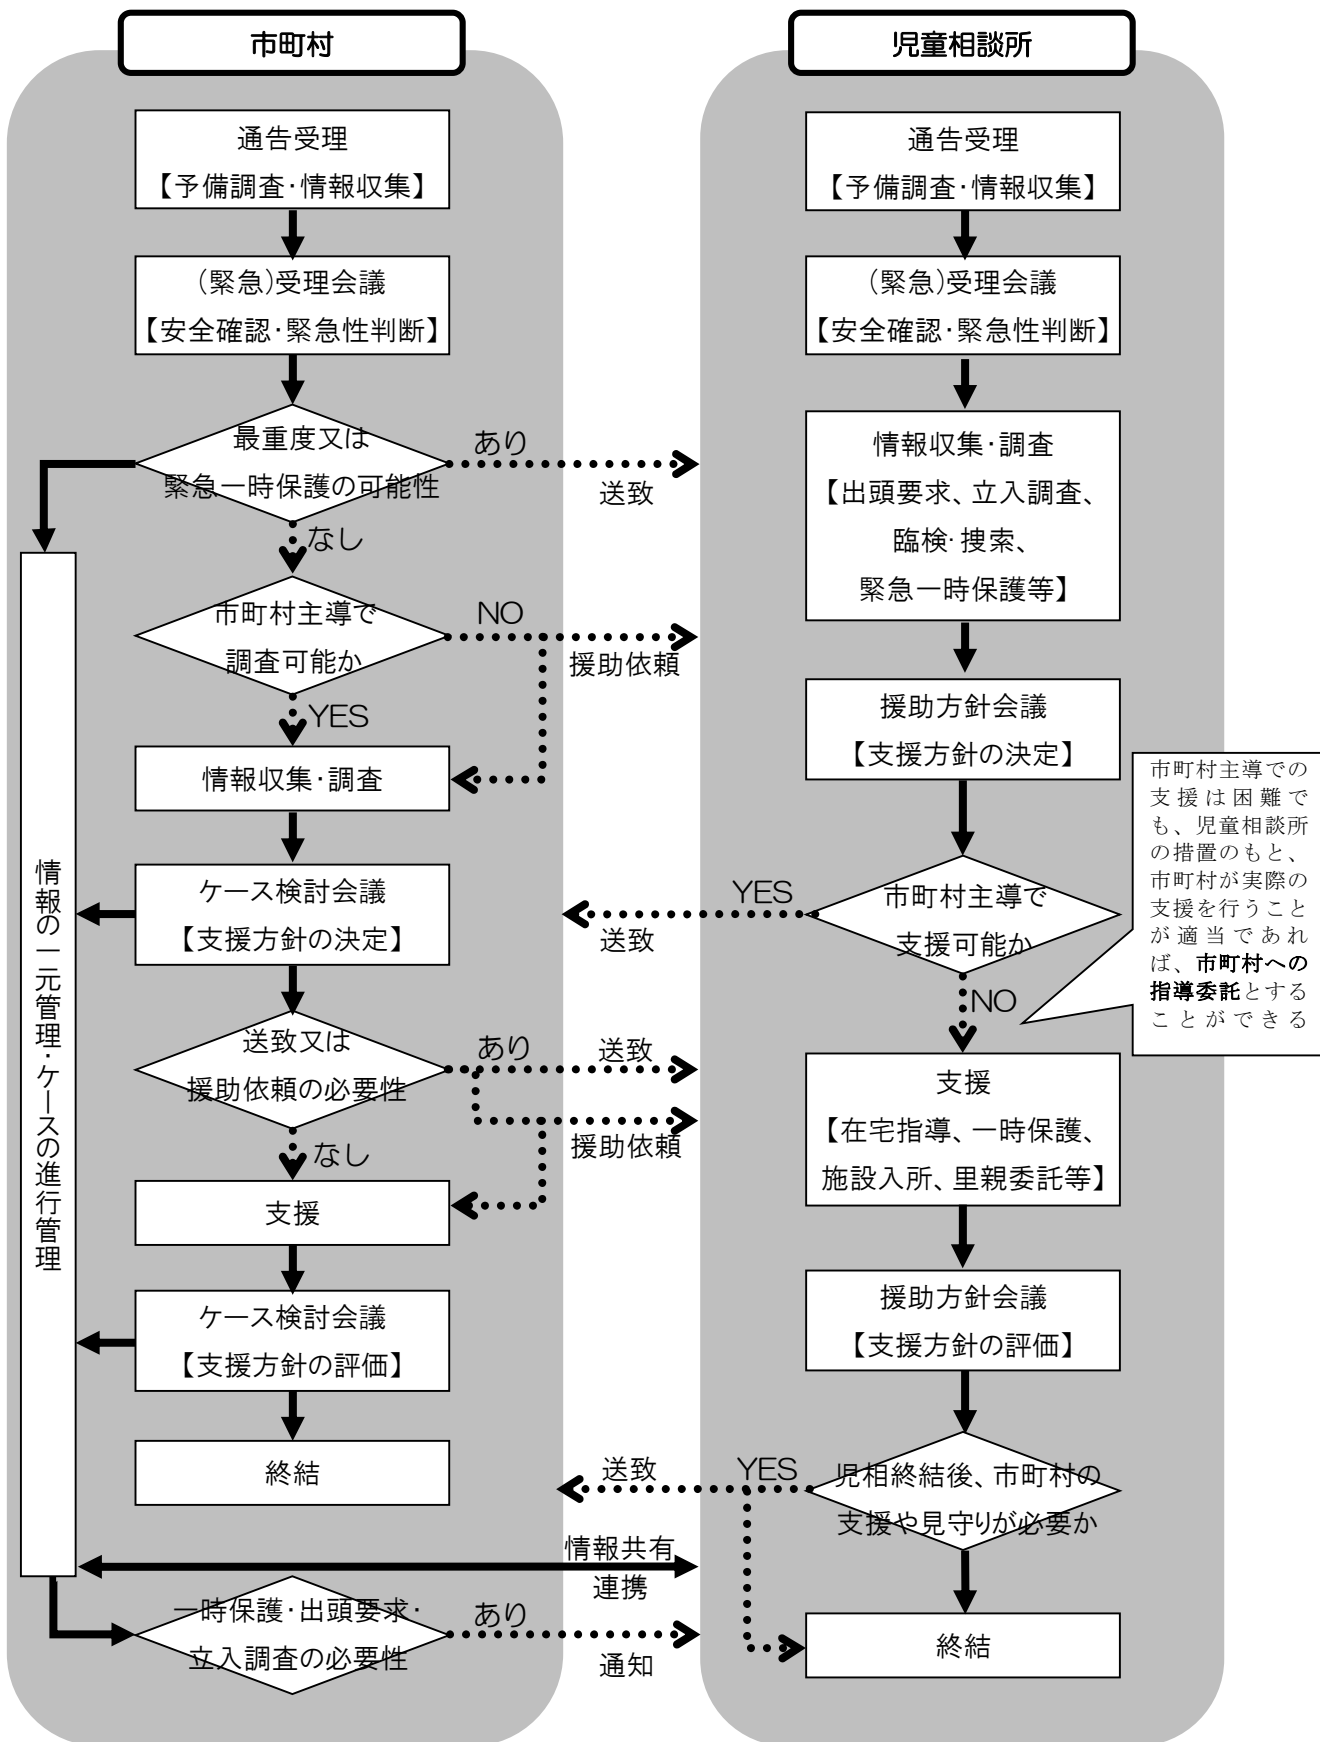 市町村
通告受理
【予備調査・情報収集】
(緊急)受理会議
【安全確認・緊急性判断】
最重度又は
緊急一時保護の可能性
あり
送致
なし
市町村主導で
調査可能か
NO
援助依頼
YES
情報収集・調査
ケース検討会議
【支援方針の決定】
送致又は
援助依頼の必要性
あり
送致
援助依頼
なし
支援
ケース検討会議
【支援方針の評価】
終結
情報の一元管理・ケースの進行管理
情報共有
連携
一時保護・出頭要求・
立入調査の必要性
あり
通知
児童相談所
通告受理
【予備調査・情報収集】
(緊急)受理会議
【安全確認・緊急性判断】
情報収集・調査
【出頭要求、立入調査、
臨検・捜索、
緊急一時保護等】
援助方針会議
【支援方針の決定】
市町村主導で
支援可能か
YES
送致
NO
市町村主導での
支援は困難で
も、児童相談所
の措置のもと、
市町村が実際の
支援を行うこと
が適当であれ
ば、市町村への
指導委託とする
ことができる
支援
【在宅指導、一時保護、
施設入所、里親委託等】
援助方針会議
【支援方針の評価】
児相終結後、市町村の
支援や見守りが必要か
YES
送致
終結